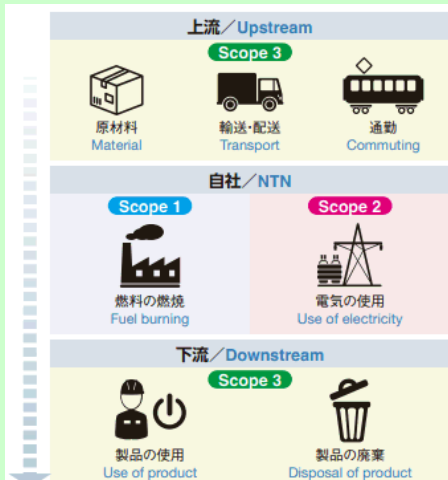 上流／Upstream
Scope 3
原材料
Material
輸送・配送
Transport
通勤
Commuting
自社／NTN
Scope 1
燃料の燃焼
Fuel burning
Scope 2
電気の使用
Use of electricity
下流／Downstream
Scope 3
製品の使用
Use of product
製品の廃棄
Disposal of product